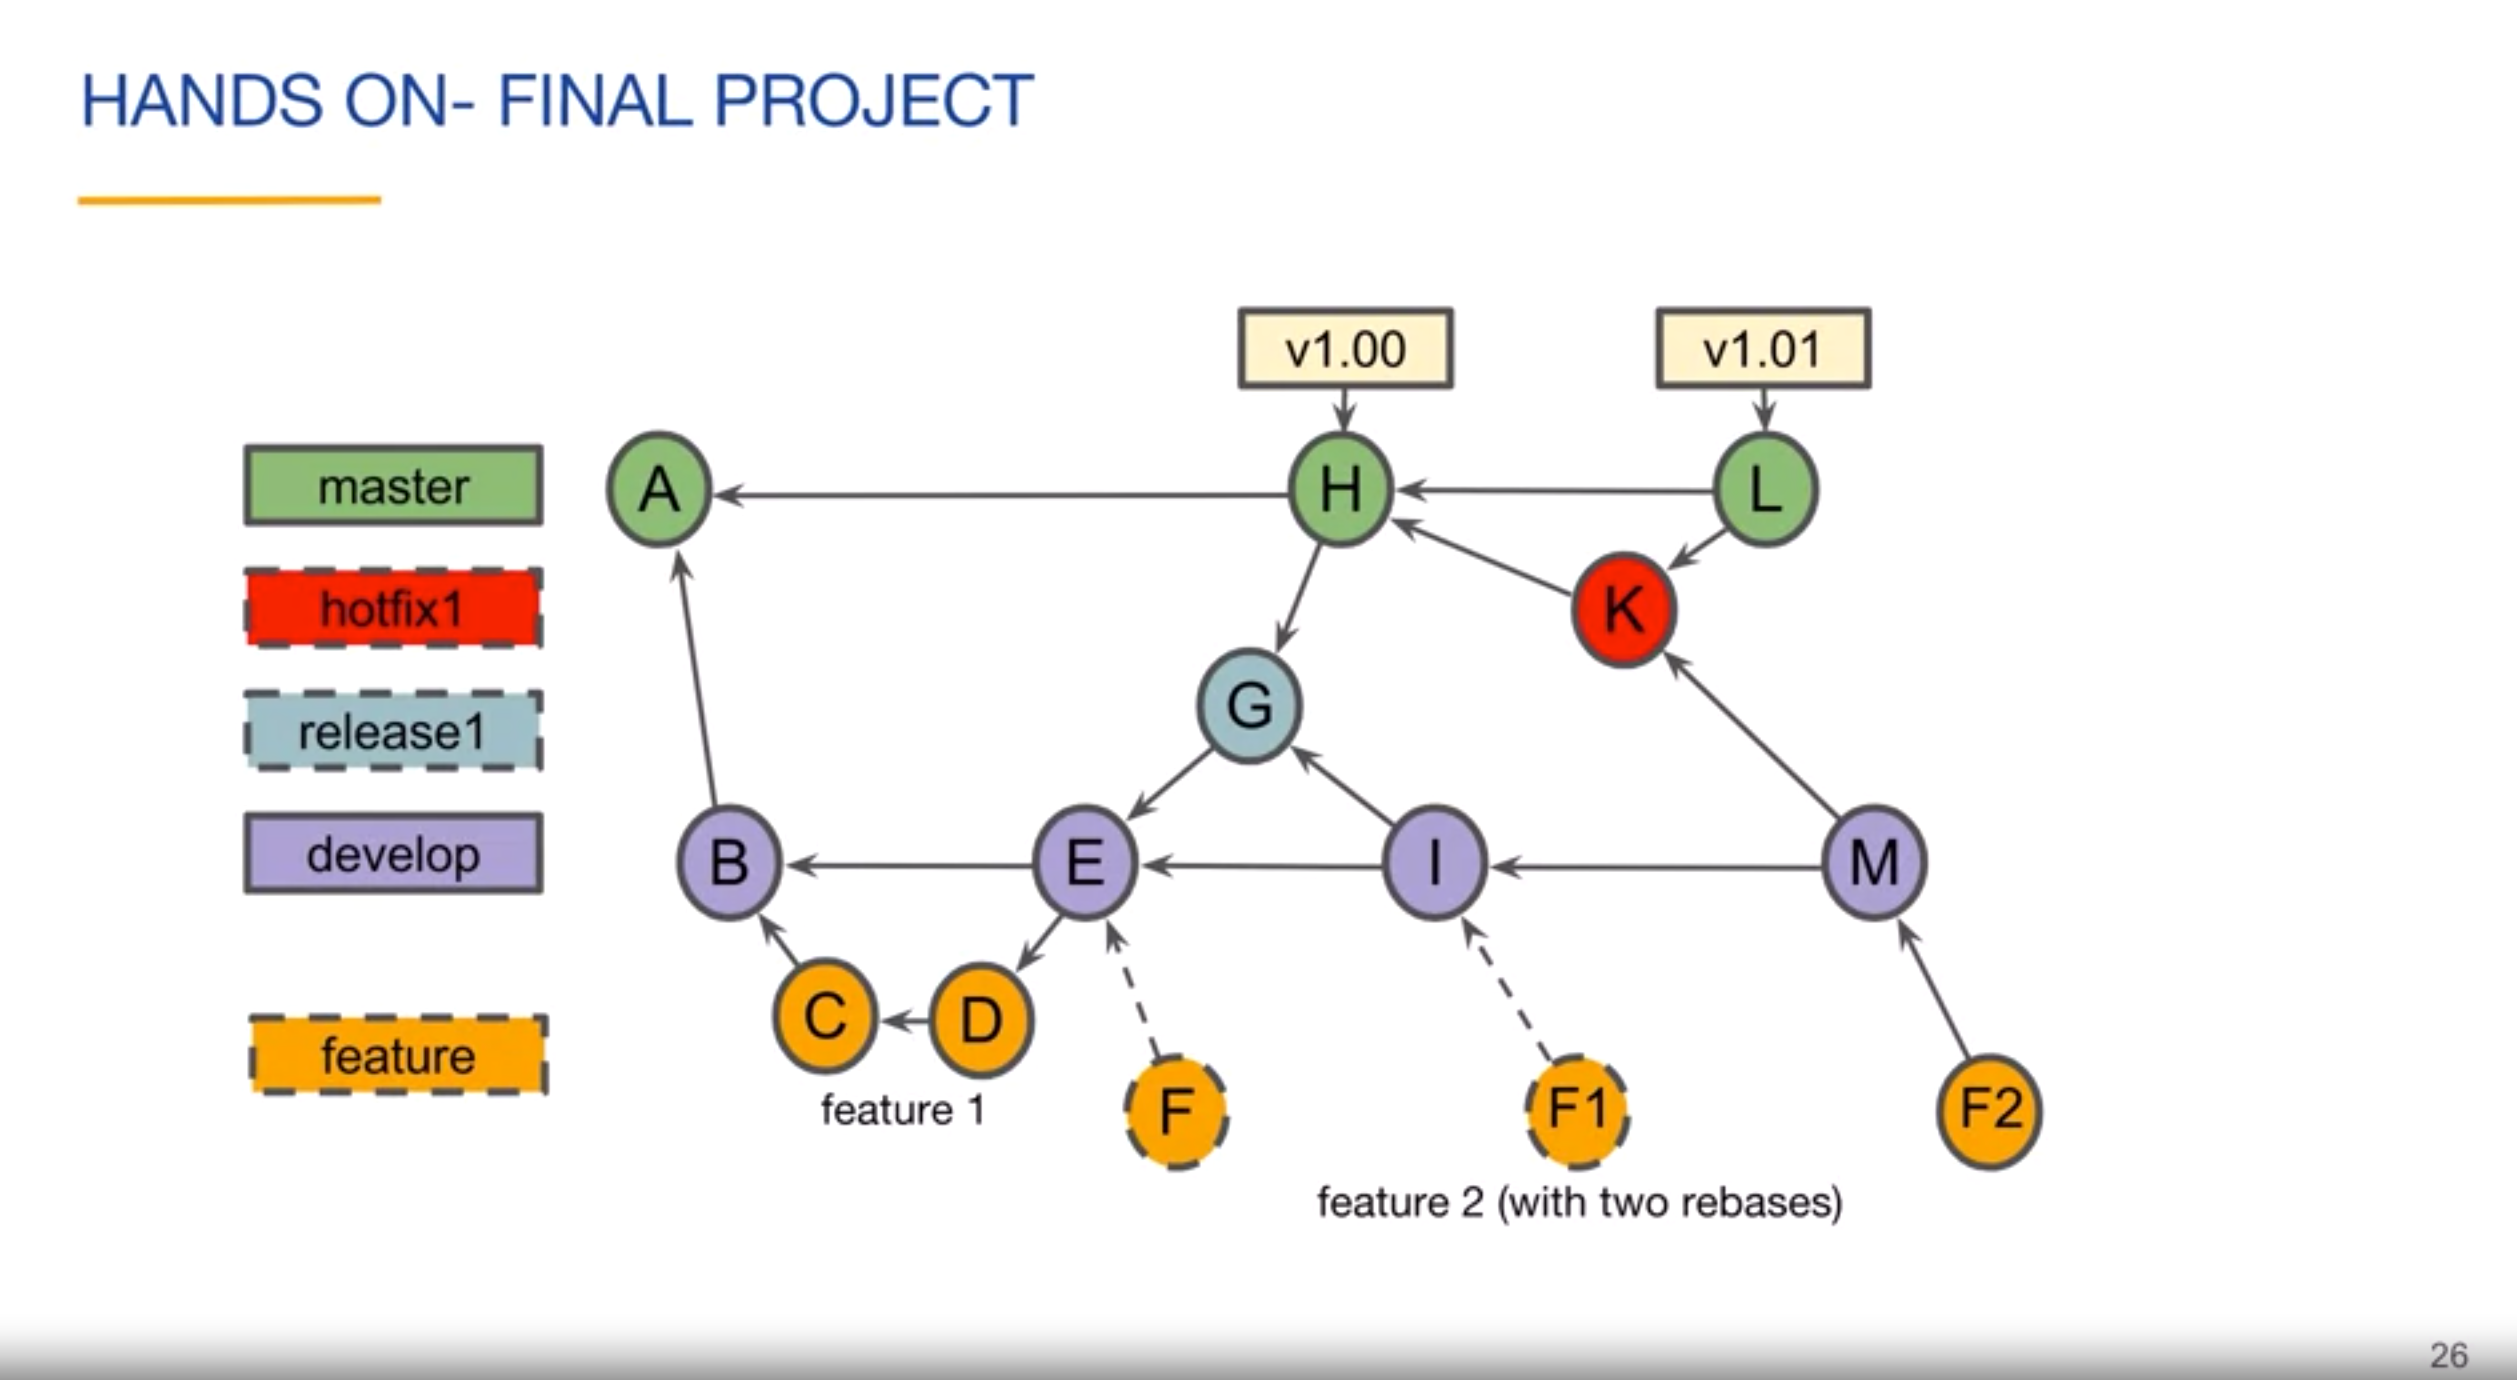 HANDS ON- FINAL PROJECT
v1.00
v1.01
master
A
H
L
hotfix1
K
release1
G
develop
B
E
I
M
feature
C
D
feature 1
F
F1
F2
feature 2 (with two rebases)
26